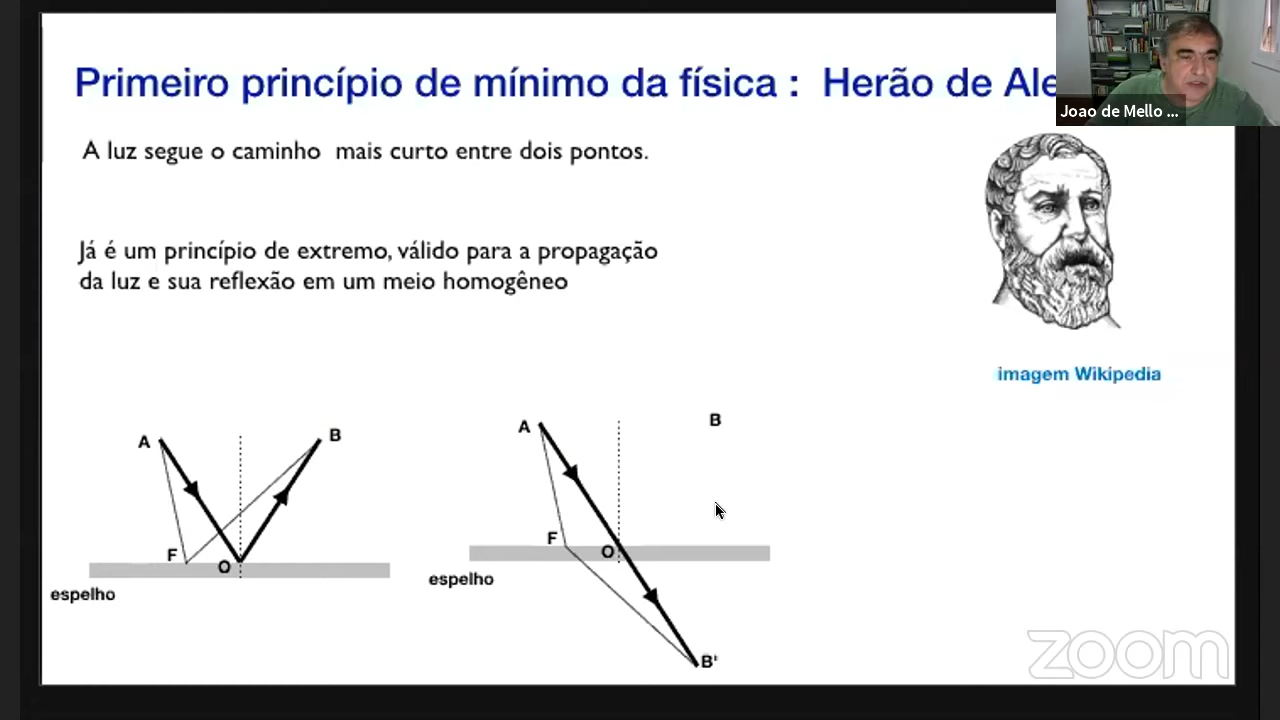 Primeiro princípio de mínimo da física : Herão de Ale
Joao de Mello ...
A luz segue o caminho mais curto entre dois pontos.
Já é um princípio de extremo, válido para a propagação
da luz e sua reflexão em um meio homogêneo
imagem Wikipedia
A
B
F
O
espelho
A
B
F
O
espelho
B'
zoom